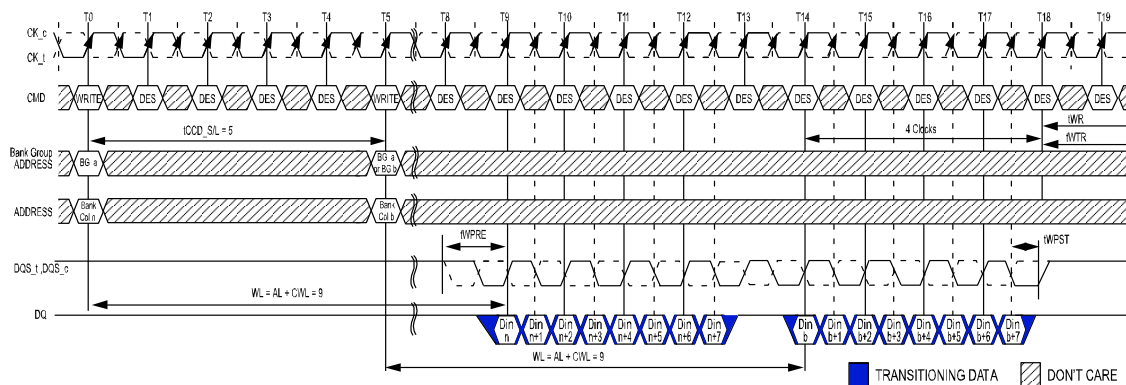 T0 T1 T2 T3 T4 T5 T8 T9 T10 T11 T12 T13 T14 T15 T16 T17 T18 T19
CK_c
CK_t
CMD WRITE DES DES DES DES WRITE DES DES DES DES DES DES DES DES DES DES DES DES
tCCD_S/L = 5
4 Clocks
tWR
tWTR
Bank Group
ADDRESS
BG a
BG a
or BG b
ADDRESS
Bank
Col n
Bank
Col b
tWPRE
tWPST
DQS_t ,DQS_c
WL = AL + CWL = 9
DQ
Din Din Din Din Din Din Din Din Din Din Din Din Din Din Din Din
n n+1 n+2 n+3 n+4 n+5 n+6 n+7 b b+1 b+2 b+3 b+4 b+5 b+6 b+7
WL = AL + CWL = 9
TRANSITIONING DATA
DON'T CARE